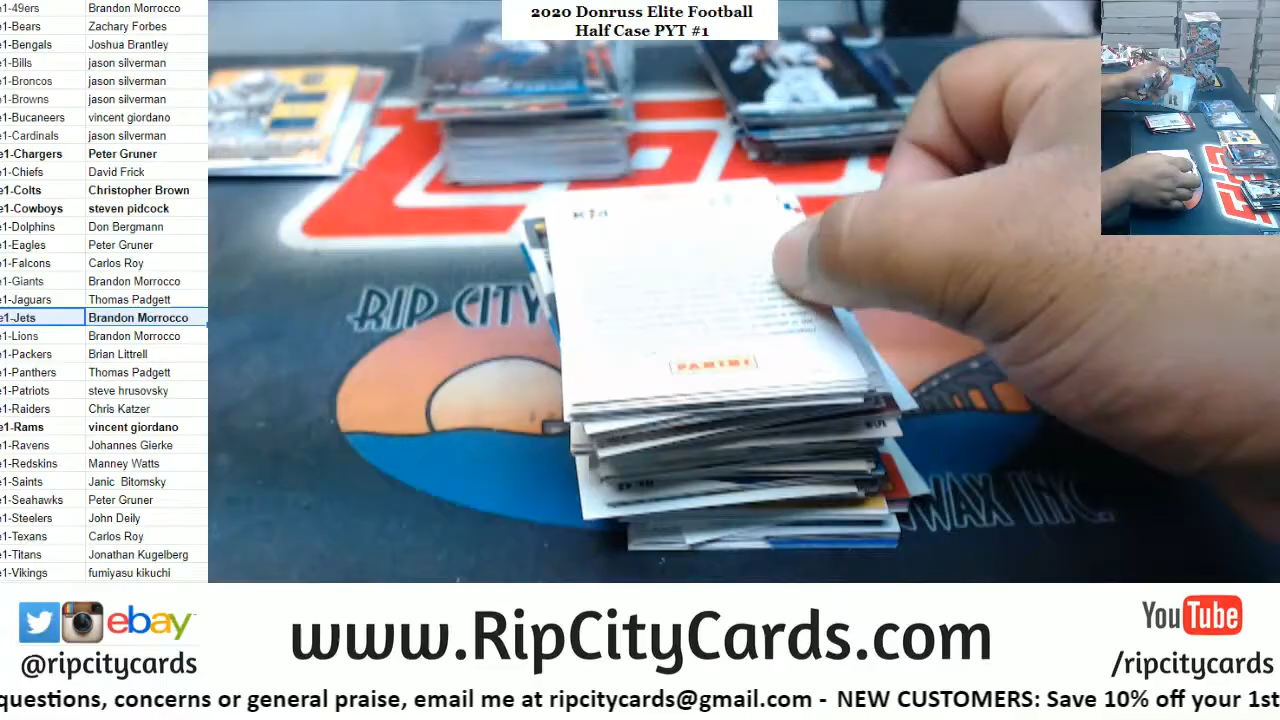 2020 Donruss Elite Football
Half Case PYT #1
e1-49ers Brandon Morrocco
e1-Bears Zachary Forbes
e1-Bengals Joshua Brantley
e1-Bills jason silverman
e1-Broncos jason silverman
e1-Browns jason silverman
e1-Bucaneers vincent giordano
e1-Cardinals jason silverman
e1-Chargers Peter Gruner
e1-Chiefs David Frick
e1-Colts Christopher Brown
e1-Cowboys steven pidcock
e1-Dolphins Don Bergmann
e1-Eagles Peter Gruner
e1-Falcons Carlos Roy
e1-Giants Brandon Morrocco
e1-Jaguars Thomas Padgett
e1-Jets Brandon Morrocco
e1-Lions Brandon Morrocco
e1-Packers Brian Littrell
e1-Panthers Thomas Padgett
e1-Patriots steve hrusovsky
e1-Raiders Chris Katzer
e1-Rams vincent giordano
e1-Ravens Johannes Gierke
e1-Redskins Manney Watts
e1-Saints Janic Bitomsky
e1-Seahawks Peter Gruner
e1-Steelers John Deily
e1-Texans Carlos Roy
e1-Titans Jonathan Kugelberg
e1-Vikings fumiyasu kikuchi
RIP CITY
PANINI
WAX INC.
ebay
@ripcitycards
www.RipCityCards.com
YouTube
/ripcitycards
questions, concerns or general praise, email me at ripcitycards@gmail.com - NEW CUSTOMERS: Save 10% off your 1st